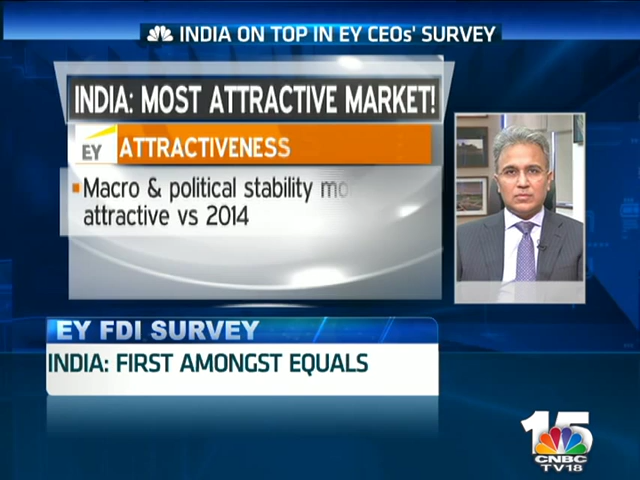 INDIA ON TOP IN EY CEOs' SURVEY
INDIA: MOST ATTRACTIVE MARKET!
EY ATTRACTIVENESS
Macro & political stability
attractive vs 2014
EY FDI SURVEY
INDIA: FIRST AMONGST EQUALS
15
CNBC
TV18